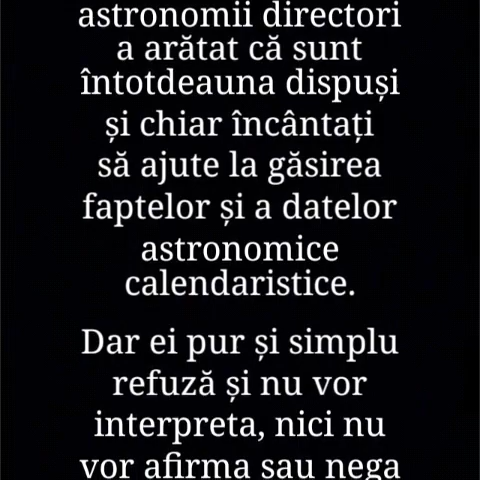 astronomii directori
a arătat că sunt
întotdeauna dispuși
și chiar încântați
să ajute la găsirea
faptelor și a datelor
astronomice
calendaristice.
Dar ei pur și simplu
refuză și nu vor
interpreta, nici nu
vor afirma sau nega